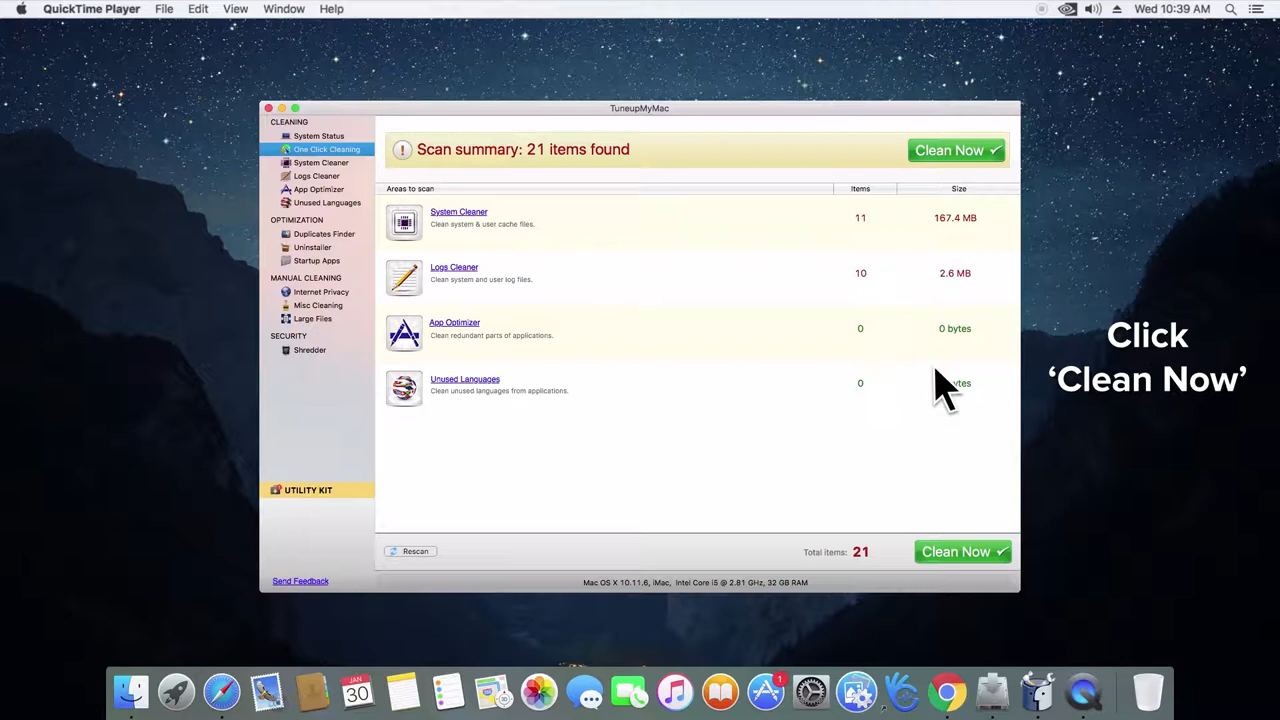 QuickTime Player File Edit View Window Help Wed 10:39 AM
TuneupMyMac
CLEANING
System Status
One Click Cleaning
System Cleaner
Logs Cleaner
App Optimizer
Unused Languages
OPTIMIZATION
Duplicates Finder
Uninstaller
Startup Apps
MANUAL CLEANING
Internet Privacy
Misc Cleaning
Large Files
SECURITY
Shredder
UTILITY KIT
Send Feedback
Scan summary: 21 items found Clean Now
Areas to scan Items Size
System Cleaner 11 167.4 MB
Clean system & user cache files.
Logs Cleaner 10 2.6 MB
Clean system and user log files.
App Optimizer 0 0 bytes
Clean redundant parts of applications.
Unused Languages 0
Clean unused languages from applications.
Rescan Total items: 21 Clean Now
Mac OS X 10.11.6, iMac, Intel Core i5 @ 2.81 GHz, 32 GB RAM
Click
‘Clean Now’
JAN
30
1